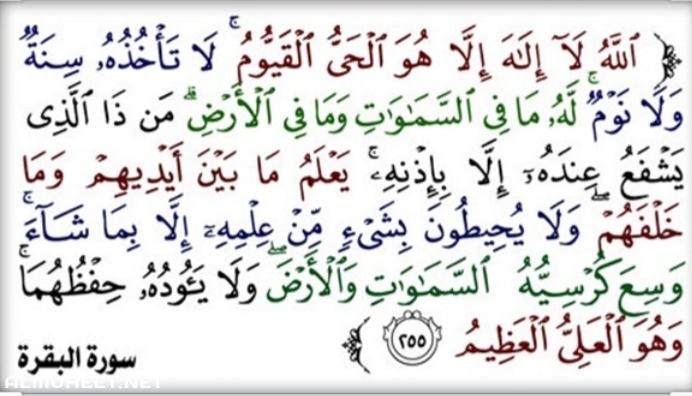 ﴿ ٱللَّهُ لَآ إِلَٰهَ إِلَّا هُوَ ٱلْحَىُّ ٱلْقَيُّومُ ۚ لَا تَأْخُذُهُۥ سِنَةٌ
وَلَا نَوْمٌ ۚ لَّهُۥ مَا فِى ٱلسَّمَٰوَٰتِ وَمَا فِى ٱلْأَرْضِ ۗ مَن ذَا ٱلَّذِى
يَشْفَعُ عِندَهُۥٓ إِلَّا بِإِذْنِهِۦ ۚ يَعْلَمُ مَا بَيْنَ أَيْدِيهِمْ وَمَا
خَلْفَهُمْ ۖ وَلَا يُحِيطُونَ بِشَىْءٍ مِّنْ عِلْمِهِۦٓ إِلَّا بِمَا شَآءَ ۚ
وَسِعَ كُرْسِيُّهُ ٱلسَّمَٰوَٰتِ وَٱلْأَرْضَ ۖ وَلَا يَـُٔودُهُۥ حِفْظُهُمَا ۚ
وَهُوَ ٱلْعَلِىُّ ٱلْعَظِيمُ ٢٥٥ ﴾ سورة البقرة
ALMUHEET.NET